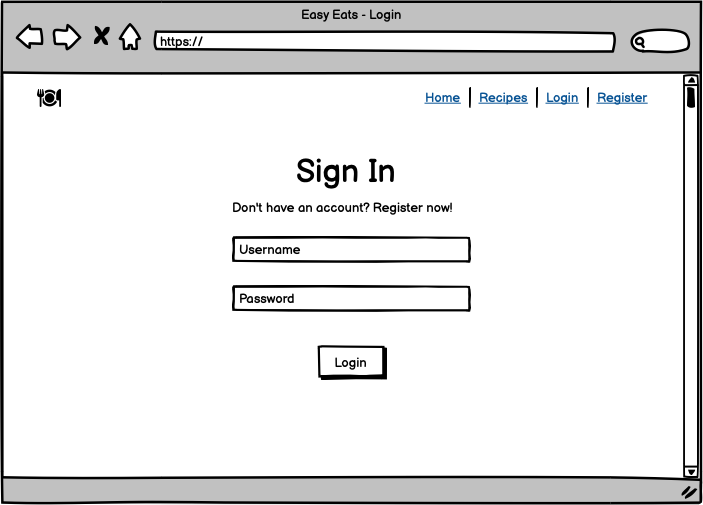 Easy Eats - Login
https://
Home Recipes Login Register
Sign In
Don't have an account? Register now!
Username
Password
Login